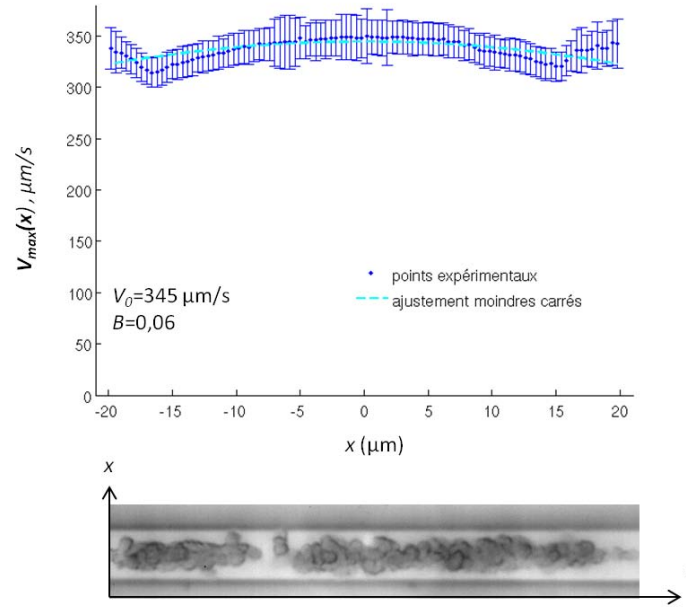 350
300
250
200
150
100
50
0
V_max(x), µm/s
points expérimentaux
ajustement moindres carrés
V_0=345 µm/s
B=0,06
-20 -15 -10 -5 0 5 10 15 20
x (µm)
x